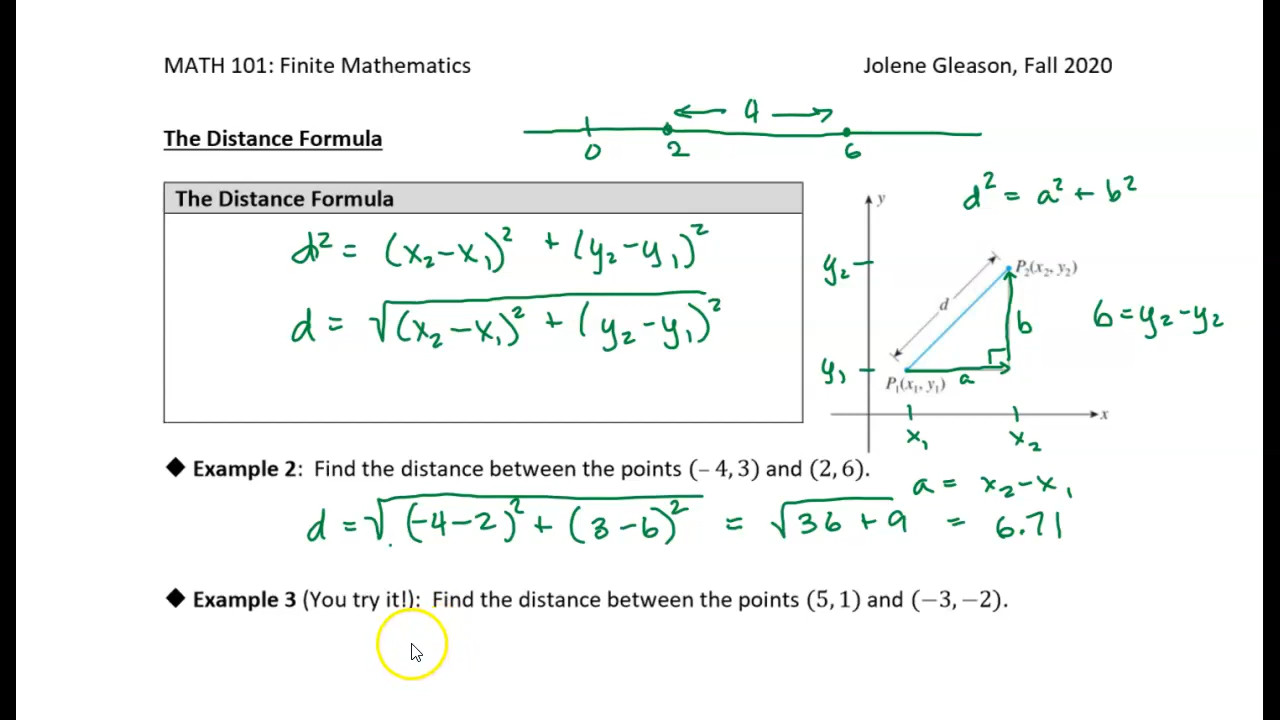 MATH 101: Finite Mathematics Jolene Gleason, Fall 2020
← 4 →
The Distance Formula
0 2 6
The Distance Formula
d² = a² + b²
y
d² = (x₂-x₁)² + (y₂-y₁)²
y₂
P₂(x₂, y₂)
d
d = √(x₂-x₁)² + (y₂-y₁)²
b
b = y₂-y₂
y₁
a
P₁(x₁, y₁)
x
x₁ x₂
◆ Example 2: Find the distance between the points (–4, 3) and (2, 6).
a = x₂-x₁
d = √(-4-2)² + (3-6)² = √36+9 = 6.71
◆ Example 3 (You try it!): Find the distance between the points (5, 1) and (−3, −2).